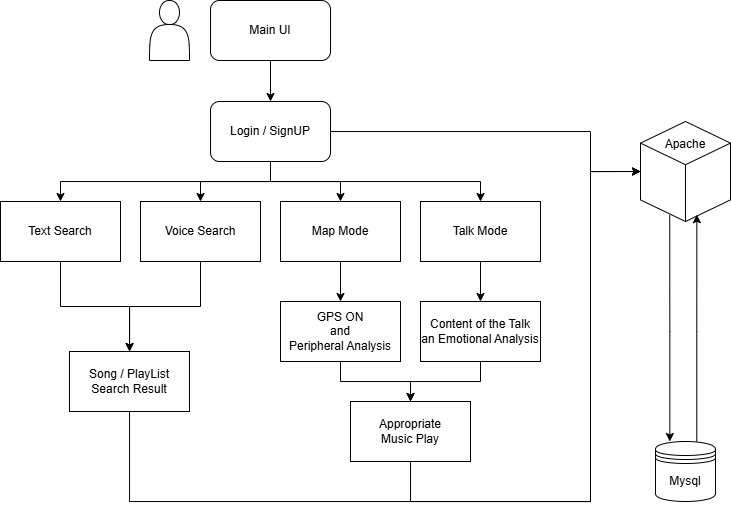 Main UI
Login / SignUP
Apache
Text Search
Voice Search
Map Mode
Talk Mode
GPS ON
and
Peripheral Analysis
Content of the Talk
an Emotional Analysis
Song / PlayList
Search Result
Appropriate
Music Play
Mysql